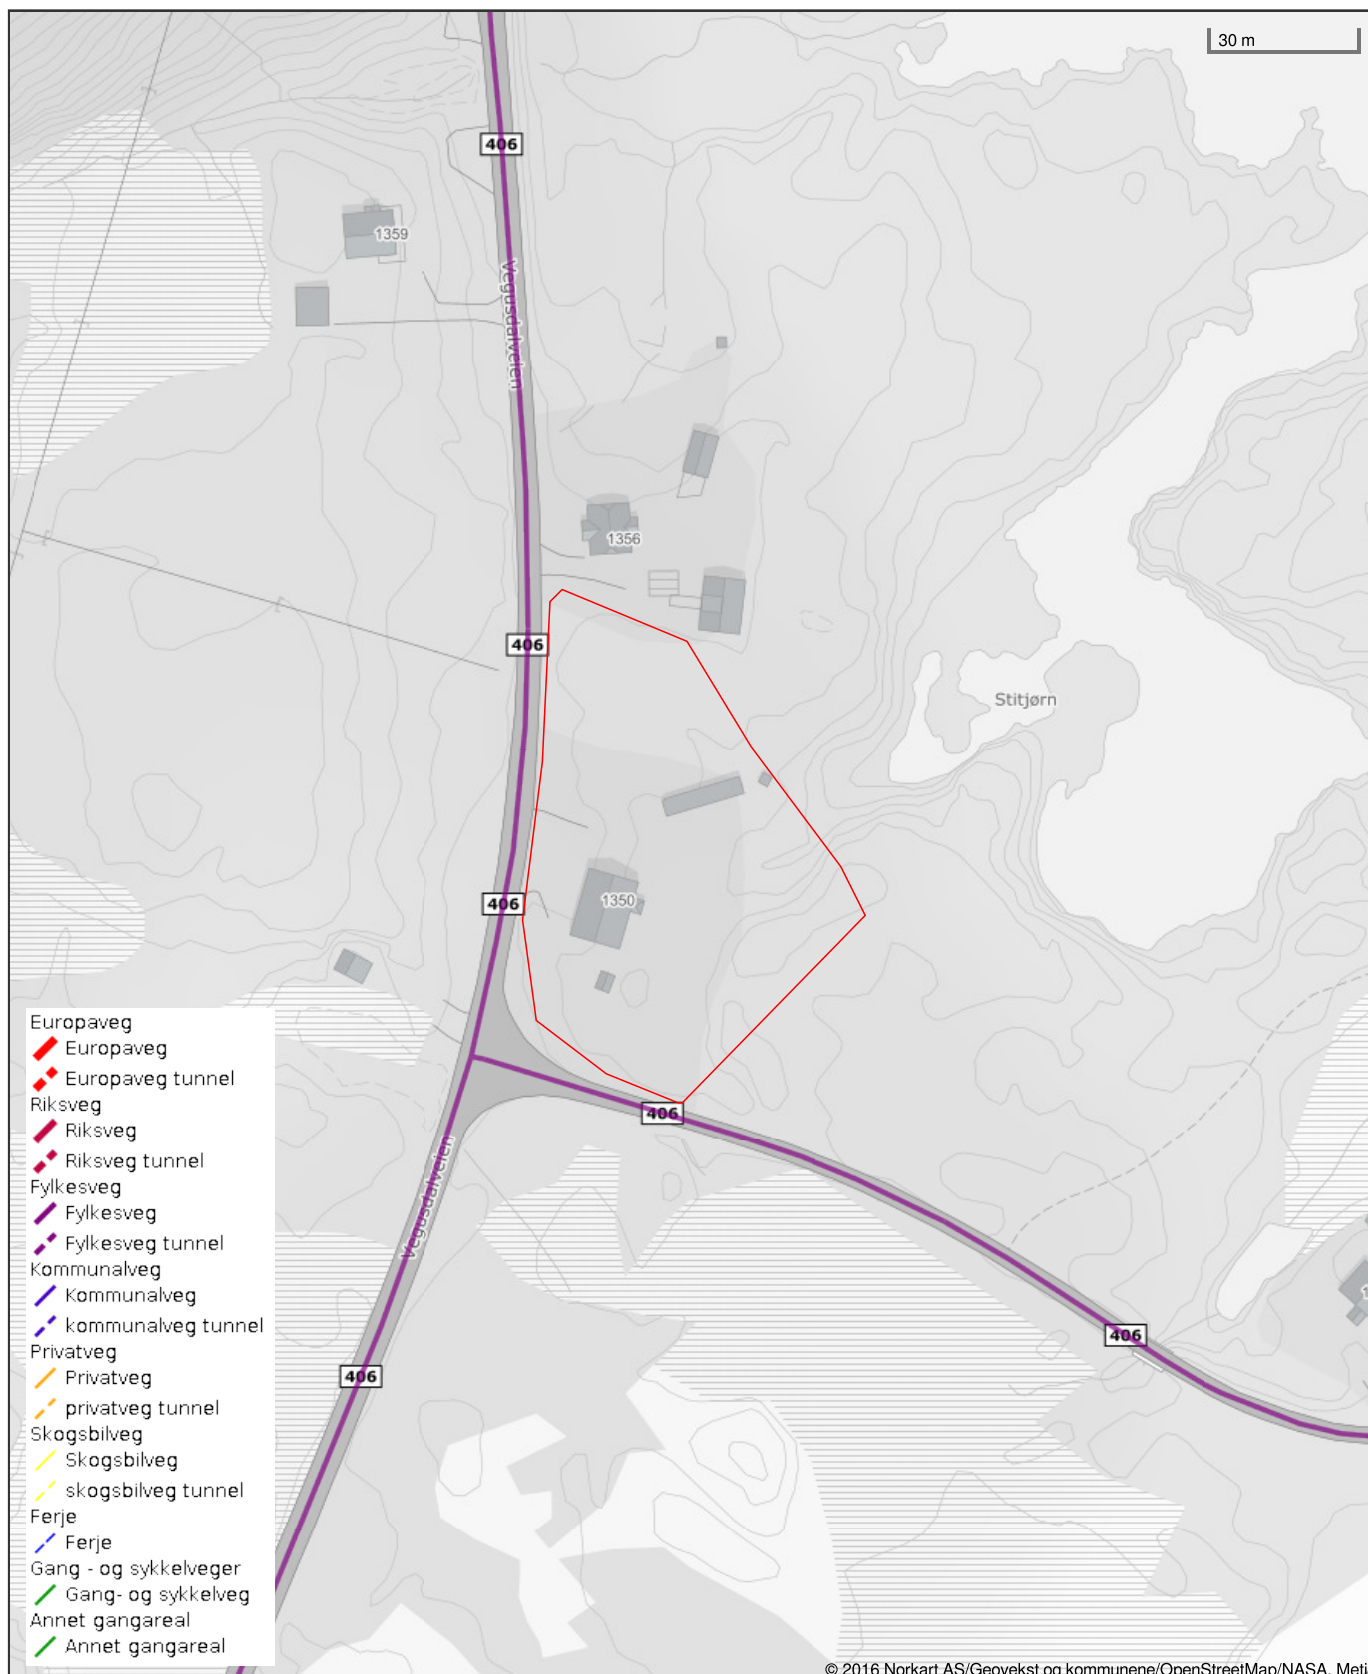 30 m
406
1359
Vegusdalveien
1356
406
Stitjørn
1350
406
406
Vegusdalveien
406
406
Europaveg
Europaveg
Europaveg tunnel
Riksveg
Riksveg
Riksveg tunnel
Fylkesveg
Fylkesveg
Fylkesveg tunnel
Kommunalveg
Kommunalveg
kommunalveg tunnel
Privatveg
Privatveg
privatveg tunnel
Skogsbilveg
Skogsbilveg
skogsbilveg tunnel
Ferje
Ferje
Gang - og sykkelveger
Gang- og sykkelveg
Annet gangareal
Annet gangareal
© 2016 Norkart AS/Geovekst og kommunene/OpenStreetMap/NASA, Meti